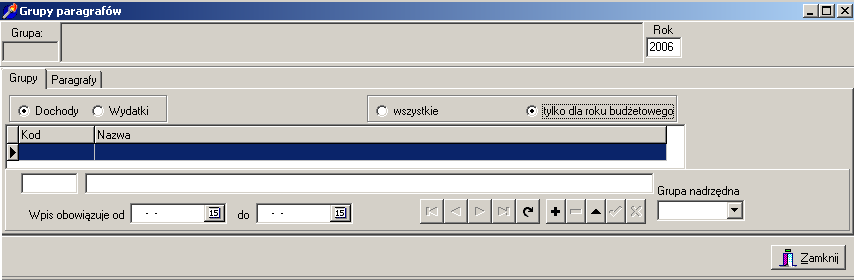 Grupy paragrafów
Grupa:
Rok
2006
Grupy Paragrafy
Dochody Wydatki wszystkie tylko dla roku budżetowego
Kod Nazwa
Grupa nadrzędna
Wpis obowiązuje od - - 15 do - - 15
Zamknij